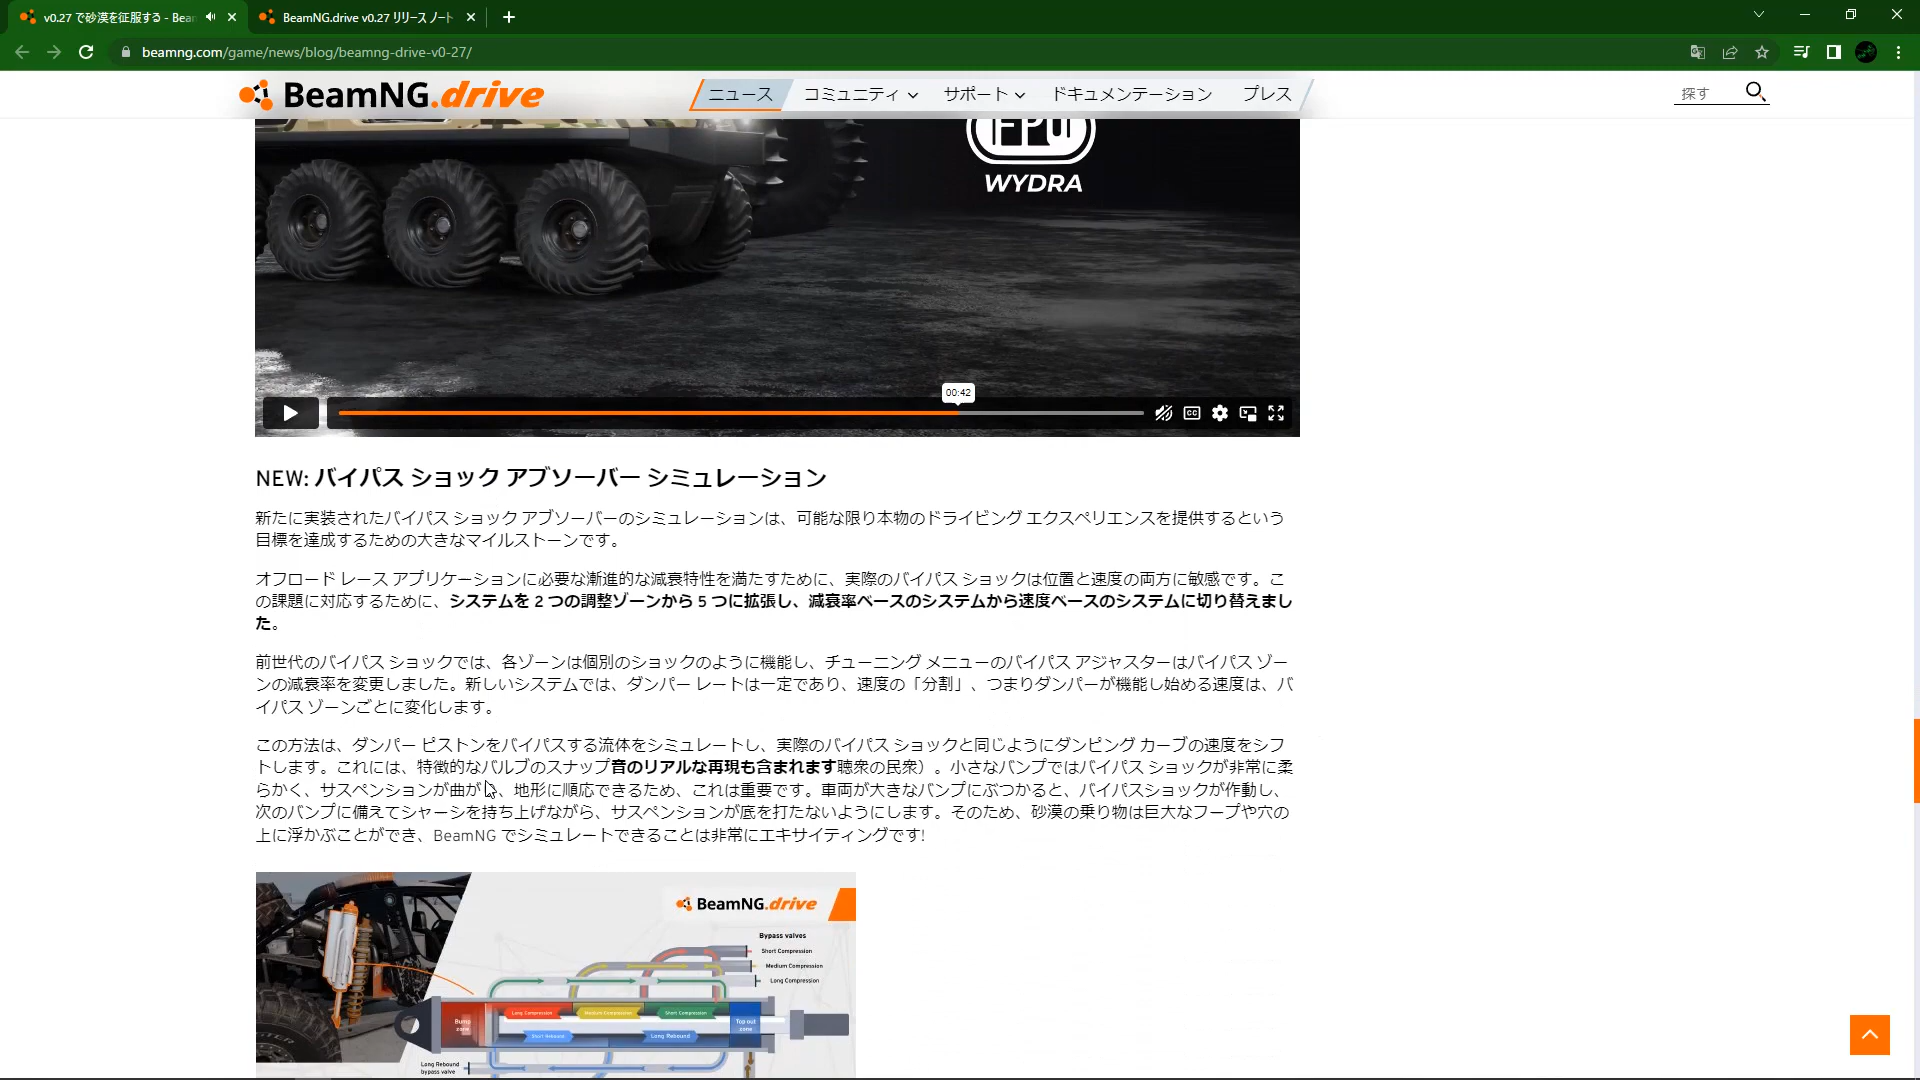 v0.27 で砂漠を征服する - Bea
BeamNG.drive v0.27 リリース ノート
beamng.com/game/news/blog/beamng-drive-v0-27/
BeamNG.drive
ニュース コミュニティ サポート ドキュメンテーション プレス 探す
FPU
WYDRA
00:42
CC
NEW: バイパス ショック アブソーバー シミュレーション
新たに実装されたバイパス ショック アブソーバーのシミュレーションは、可能な限り本物のドライビング エクスペリエンスを提供するという
目標を達成するための大きなマイルストーンです。
オフロード レース アプリケーションに必要な漸進的な減衰特性を満たすために、実際のバイパス ショックは位置と速度の両方に敏感です。こ
の課題に対応するために、システムを 2 つの調整ゾーンから 5 つに拡張し、減衰率ベースのシステムから速度ベースのシステムに切り替えまし
た。
前世代のバイパス ショックでは、各ゾーンは個別のショックのように機能し、チューニング メニューのバイパス アジャスターはバイパス ゾー
ンの減衰率を変更しました。新しいシステムでは、ダンパー レートは一定であり、速度の「分割」、つまりダンパーが機能し始める速度は、バ
イパス ゾーンごとに変化します。
この方法は、ダンパー ピストンをバイパスする流体をシミュレートし、実際のバイパス ショックと同じようにダンピング カーブの速度をシフ
トします。これには、特徴的なバルブのスナップ音のリアルな再現も含まれます聴衆の民衆）。小さなバンプではバイパス ショックが非常に柔
らかく、サスペンションが曲がり、地形に順応できるため、これは重要です。車両が大きなバンプにぶつかると、バイパスショックが作動し、
次のバンプに備えてシャーシを持ち上げながら、サスペンションが底を打たないようにします。そのため、砂漠の乗り物は巨大なフープや穴の
上に浮かぶことができ、BeamNG でシミュレートできることは非常にエキサイティングです!
BeamNG.drive
Bypass valves
Short Compression
Medium Compression
Long Compression
Bump zone
Long Compression
Medium Compression
Short Compression
Top out zone
Short Rebound
Long Rebound
Long Rebound
bypass valve